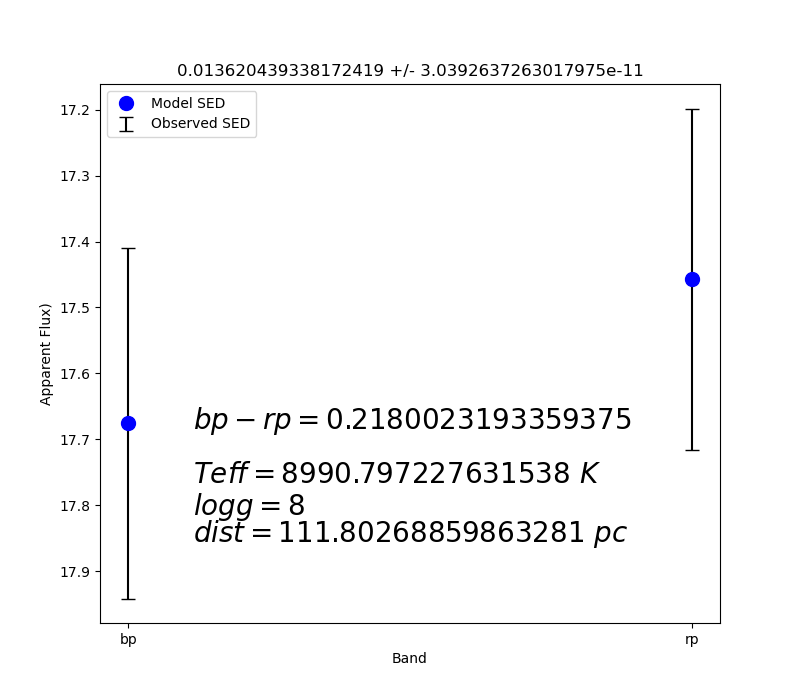 0.013620439338172419 +/- 3.0392637263017975e-11
Model SED
Observed SED
17.2
17.3
17.4
17.5
17.6
17.7
17.8
17.9
Apparent Flux)
bp − rp = 0.2180023193359375
Teff = 8990.797227631538 K
logg = 8
dist = 111.80268859863281 pc
bp
rp
Band